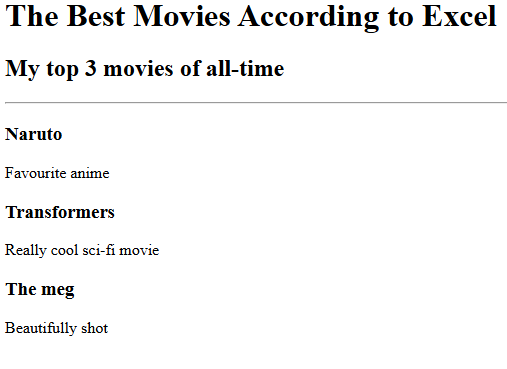 The Best Movies According to Excel
My top 3 movies of all-time
Naruto
Favourite anime
Transformers
Really cool sci-fi movie
The meg
Beautifully shot